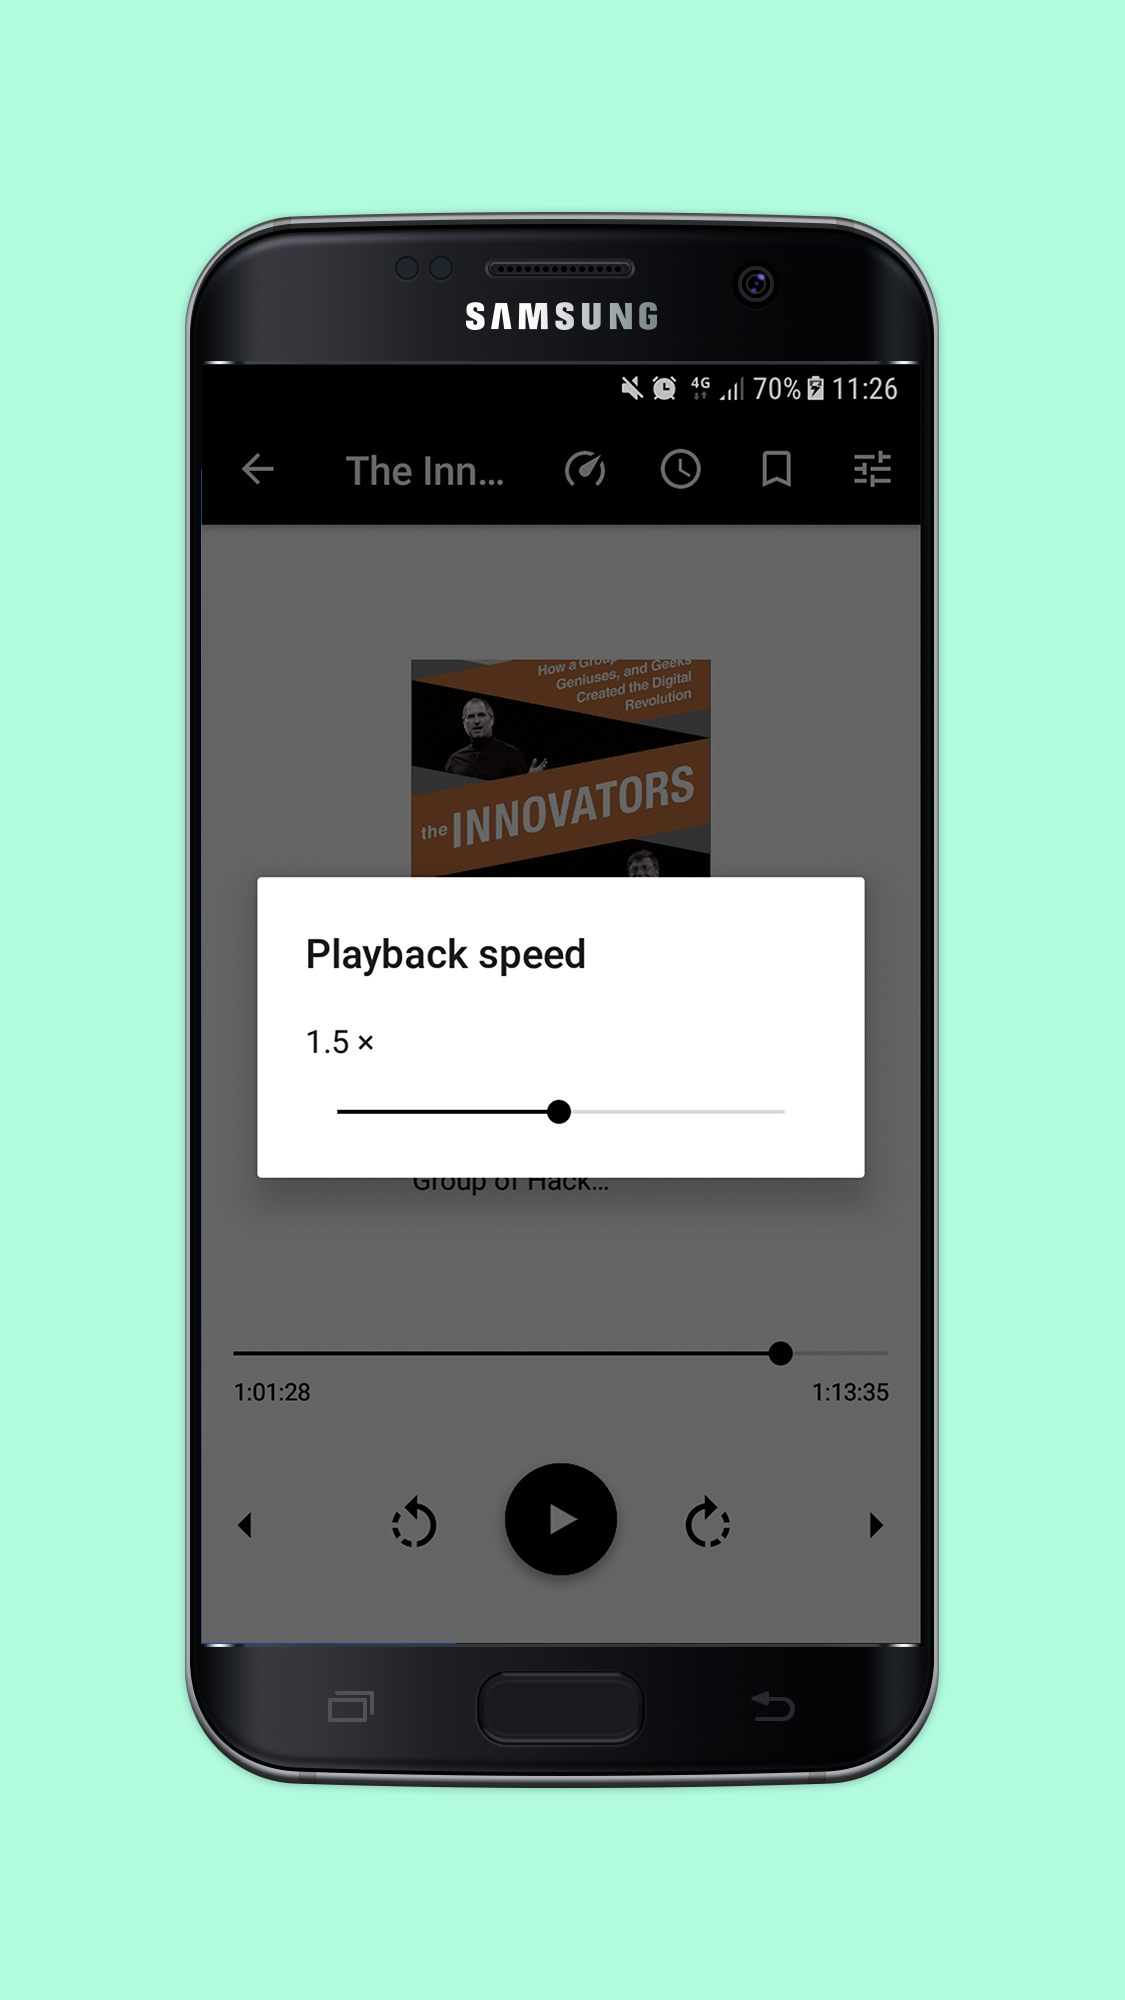 SAMSUNG
4G 70% 11:26
The Inn...
How a Group
Geniuses, and Geeks
Created the Digital
Revolution
the INNOVATORS
Playback speed
1.5 ×
Group of Hack...
1:01:28 1:13:35